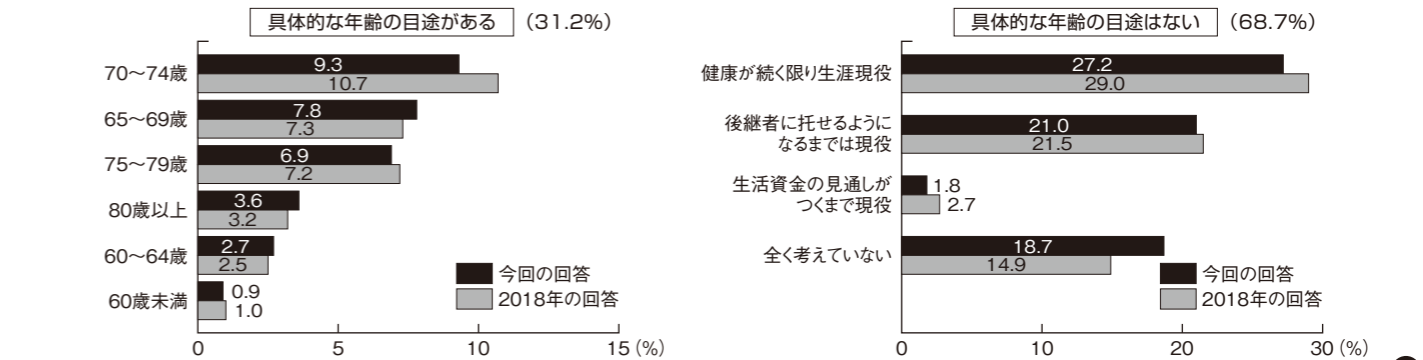 具体的な年齢の目途がある （31.2%）
70〜74歳
9.3
10.7
65〜69歳
7.8
7.3
75〜79歳
6.9
7.2
80歳以上
3.6
3.2
60〜64歳
2.7
2.5
60歳未満
0.9
1.0
今回の回答
2018年の回答
0 5 10 15 (%)
具体的な年齢の目途はない （68.7%）
健康が続く限り生涯現役
27.2
29.0
後継者に托せるように
なるまでは現役
21.0
21.5
生活資金の見通しが
つくまで現役
1.8
2.7
全く考えていない
18.7
14.9
今回の回答
2018年の回答
0 10 20 30 (%)